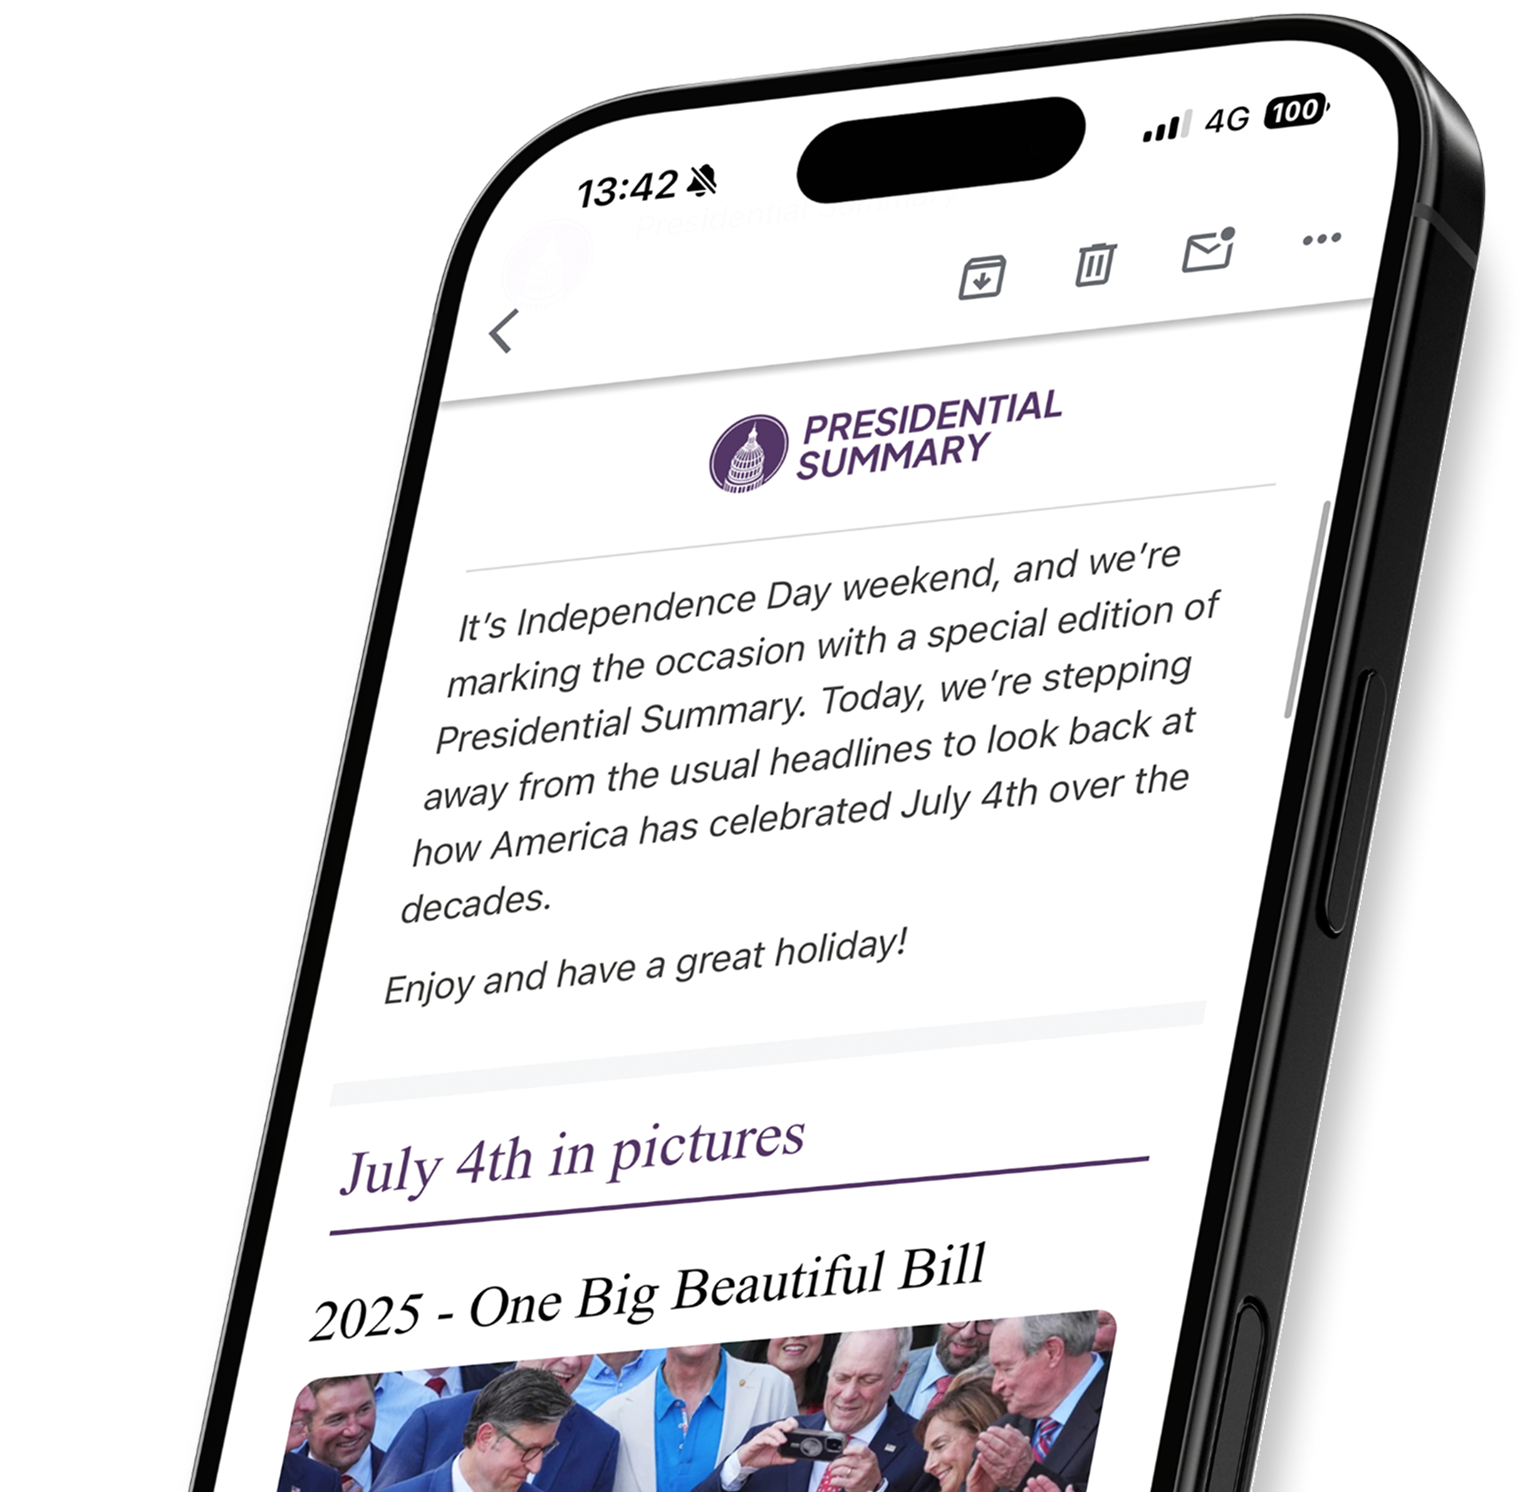 13:42
4G 100
Presidential Summary
PRESIDENTIAL
SUMMARY
It's Independence Day weekend, and we're
marking the occasion with a special edition of
Presidential Summary. Today, we're stepping
away from the usual headlines to look back at
how America has celebrated July 4th over the
decades.
Enjoy and have a great holiday!
July 4th in pictures
2025 - One Big Beautiful Bill